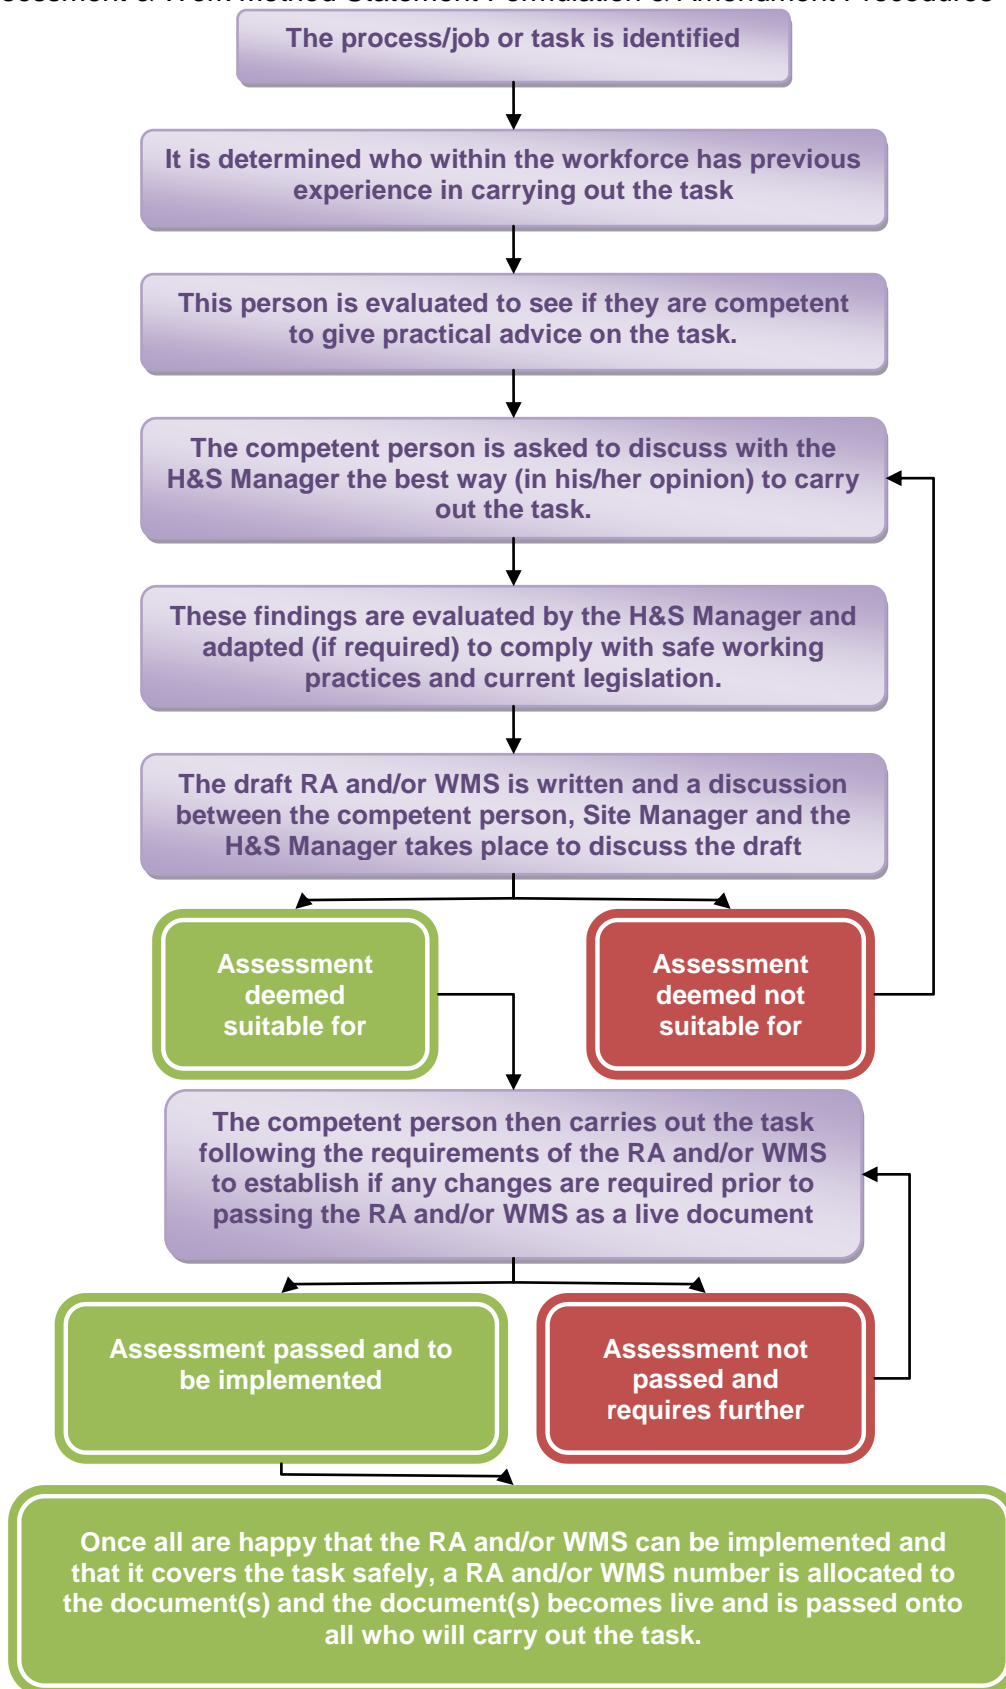 & Work Method Statement Formulation & Amendment Procedures
The process/job or task is identified
It is determined who within the workforce has previous
experience in carrying out the task
This person is evaluated to see if they are competent
to give practical advice on the task.
The competent person is asked to discuss with the
H&S Manager the best way (in his/her opinion) to carry
out the task.
These findings are evaluated by the H&S Manager and
adapted (if required) to comply with safe working
practices and current legislation.
The draft RA and/or WMS is written and a discussion
between the competent person, Site Manager and the
H&S Manager takes place to discuss the draft
Assessment
deemed
suitable for
Assessment
deemed not
suitable for
The competent person then carries out the task
following the requirements of the RA and/or WMS
to establish if any changes are required prior to
passing the RA and/or WMS as a live document
Assessment passed and to
be implemented
Assessment not
passed and
requires further
Once all are happy that the RA and/or WMS can be implemented and
that it covers the task safely, a RA and/or WMS number is allocated to
the document(s) and the document(s) becomes live and is passed onto
all who will carry out the task.